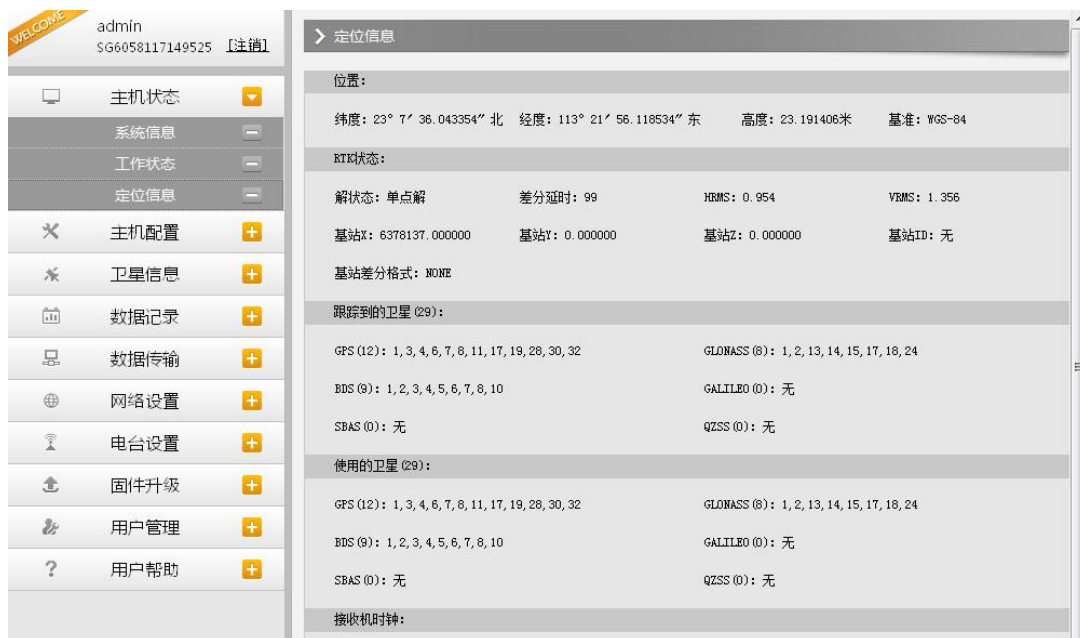 WELCOME
admin
SG6058117149525 [注销]
主机状态
系统信息
工作状态
定位信息
主机配置
卫星信息
数据记录
数据传输
网络设置
电台设置
固件升级
用户管理
用户帮助
定位信息
位置:
纬度: 23° 7′ 36.043354″ 北 经度: 113° 21′ 56.118534″ 东 高度: 23.191406米 基准: WGS-84
RTK状态:
解状态: 单点解 差分延时: 99 HRMS: 0.954 VRMS: 1.356
基站X: 6378137.000000 基站Y: 0.000000 基站Z: 0.000000 基站ID: 无
基站差分格式: NONE
跟踪到的卫星(29):
GPS(12): 1,3,4,6,7,8,11,17,19,28,30,32 GLONASS(8): 1,2,13,14,15,17,18,24
BDS(9): 1,2,3,4,5,6,7,8,10 GALILEO(0): 无
SBAS(0): 无 QZSS(0): 无
使用的卫星(29):
GPS(12): 1,3,4,6,7,8,11,17,19,28,30,32 GLONASS(8): 1,2,13,14,15,17,18,24
BDS(9): 1,2,3,4,5,6,7,8,10 GALILEO(0): 无
SBAS(0): 无 QZSS(0): 无
接收机时钟: